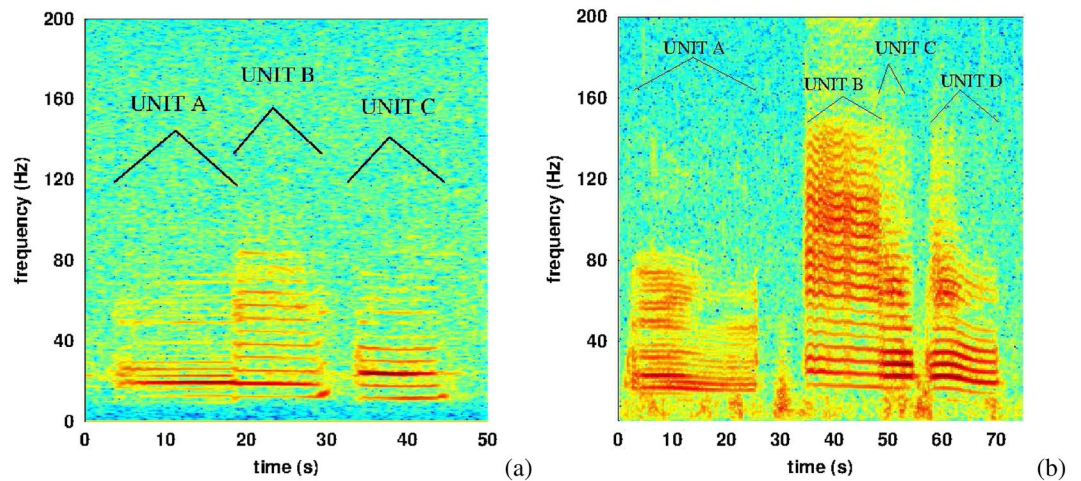 200
160
120
80
40
0
frequency (Hz)
UNIT A
UNIT B
UNIT C
0 10 20 30 40 50
time (s)
(a)
200
160
120
80
40
0
frequency (Hz)
UNIT A
UNIT B
UNIT C
UNIT D
0 10 20 30 40 50 60 70
time (s)
(b)